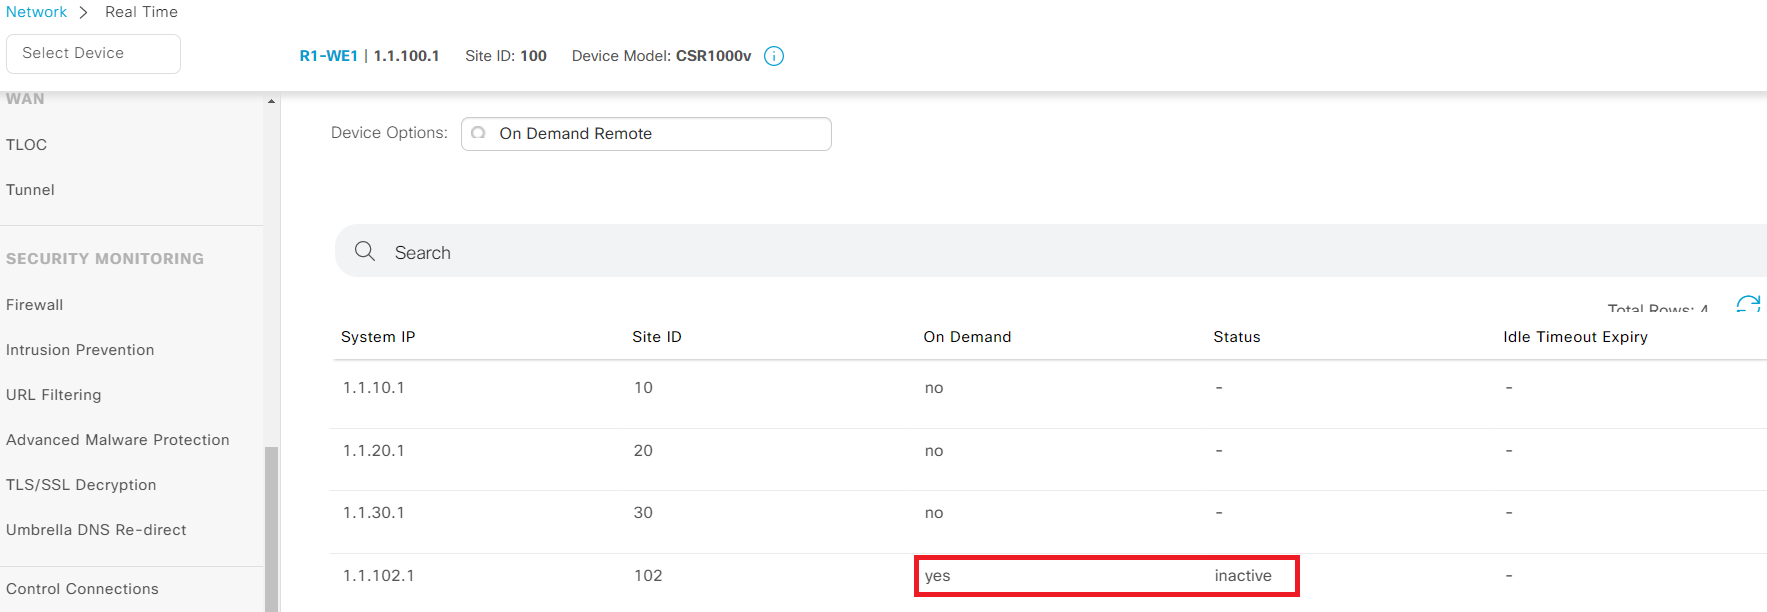 Network > Real Time
Select Device
R1-WE1 | 1.1.100.1 Site ID: 100 Device Model: CSR1000v
WAN
TLOC
Tunnel
SECURITY MONITORING
Firewall
Intrusion Prevention
URL Filtering
Advanced Malware Protection
TLS/SSL Decryption
Umbrella DNS Re-direct
Control Connections
Device Options: On Demand Remote
Search
Total Rows: 4
System IP Site ID On Demand Status Idle Timeout Expiry
1.1.10.1 10 no - -
1.1.20.1 20 no - -
1.1.30.1 30 no - -
1.1.102.1 102 yes inactive -